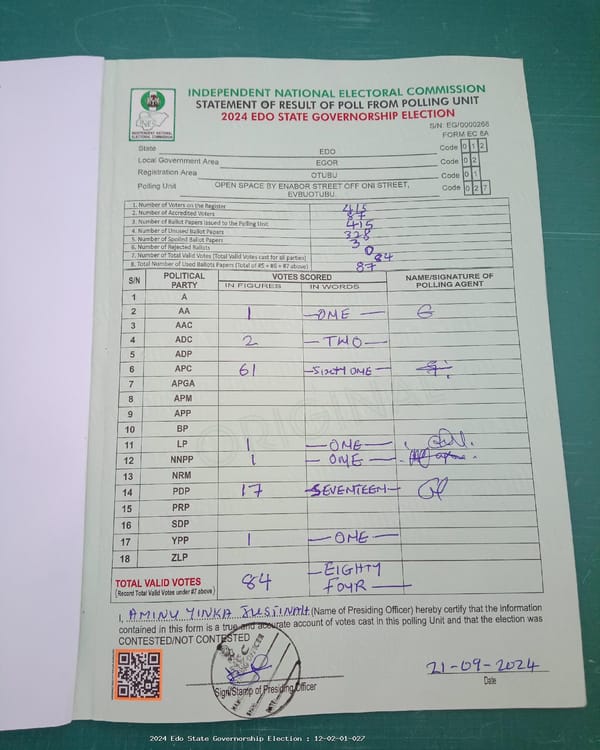 INDEPENDENT NATIONAL ELECTORAL COMMISSION
STATEMENT OF RESULT OF POLL FROM POLLING UNIT
2024 EDO STATE GOVERNORSHIP ELECTION
INEC
INDEPENDENT NATIONAL ELECTORAL COMMISSION
S/N: EG/0000268
FORM EC 8A
State EDO Code 0 1 2
Local Government Area EGOR Code 0 2
Registration Area OTUBU Code 0 1
Polling Unit OPEN SPACE BY ENABOR STREET OFF ONI STREET, EVBUOTUBU. Code 0 2 7
1. Number of Voters on the Register 415
2. Number of Accredited Voters 87
3. Number of Ballot Papers Issued to the Polling Unit 415
4. Number of Unused Ballot Papers 328
5. Number of Spoiled Ballot Papers 3
6. Number of Rejected Ballots 0
7. Number of Total Valid Votes (Total Valid Votes cast for all parties) 84
8. Total Number of Used Ballots Papers (Total of #5 + #6 + #7 above) 87
S/N POLITICAL PARTY VOTES SCORED NAME/SIGNATURE OF POLLING AGENT
IN FIGURES IN WORDS
1 A
2 AA 1 -ONE-
3 AAC
4 ADC 2 -TWO-
5 ADP
6 APC 61 -SIXTY ONE-
7 APGA
8 APM
9 APP
10 BP
11 LP 1 -ONE-
12 NNPP 1 -ONE-
13 NRM
14 PDP 17 -SEVENTEEN-
15 PRP
16 SDP
17 YPP 1 -ONE-
18 ZLP
ORIGINAL
TOTAL VALID VOTES 84 -EIGHTY FOUR-
(Record Total Valid Votes under #7 above)
I, AMINU YINKA JUSTINAH (Name of Presiding Officer) hereby certify that the information
contained in this form is a true and accurate account of votes cast in this polling Unit and that the election was
CONTESTED/NOT CONTESTED
Sign/Stamp of Presiding Officer
21-09-2024
Date
2024 Edo State Governorship Election : 12-02-01-027